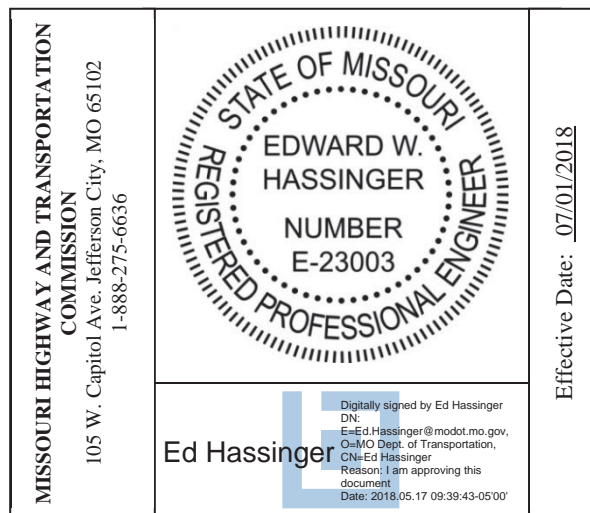 MISSOURI HIGHWAY AND TRANSPORTATION
COMMISSION
105 W. Capitol Ave. Jefferson City, MO 65102
1-888-275-6636
STATE OF MISSOURI
EDWARD W.
HASSINGER
NUMBER
E-23003
REGISTERED PROFESSIONAL ENGINEER
Ed Hassinger
Digitally signed by Ed Hassinger
DN:
E=Ed.Hassinger@modot.mo.gov,
O=MO Dept. of Transportation,
CN=Ed Hassinger
Reason: I am approving this
document
Date: 2018.05.17 09:39:43-05'00'
Effective Date: 07/01/2018